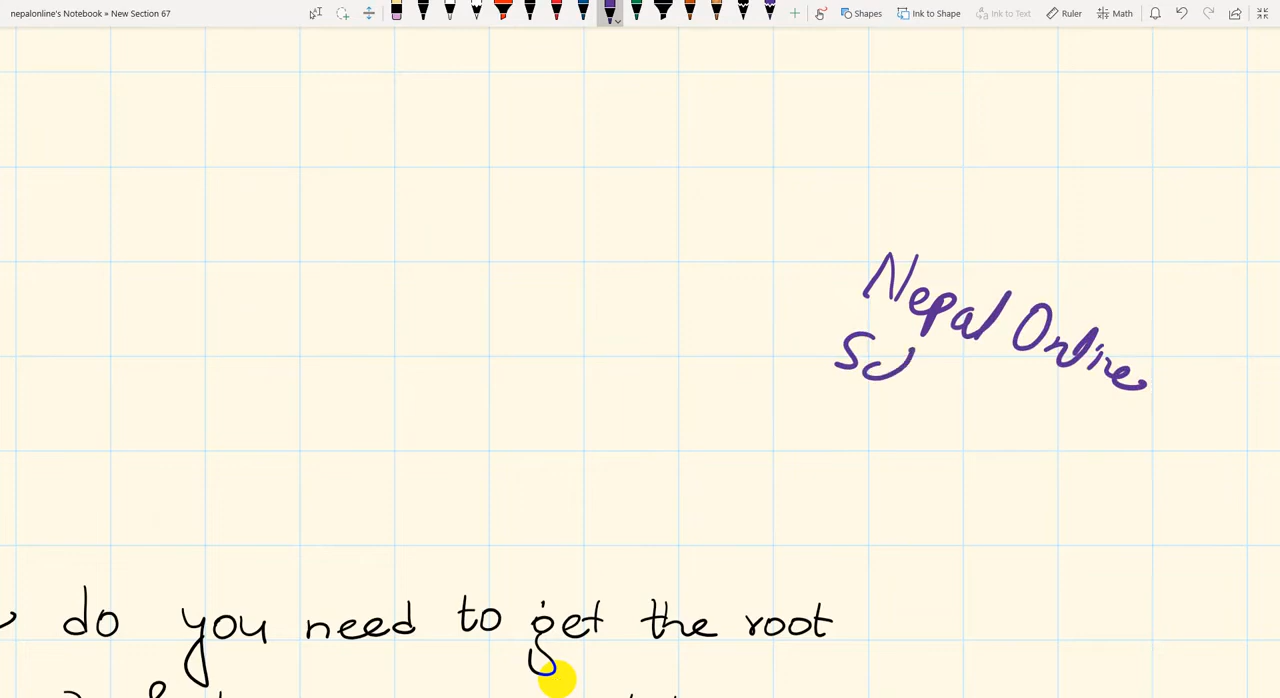 nepalonline's Notebook » New Section 67
Shapes Ink to Shape Ink to Text Ruler Math
Nepal Online
Sc
do you need to get the root